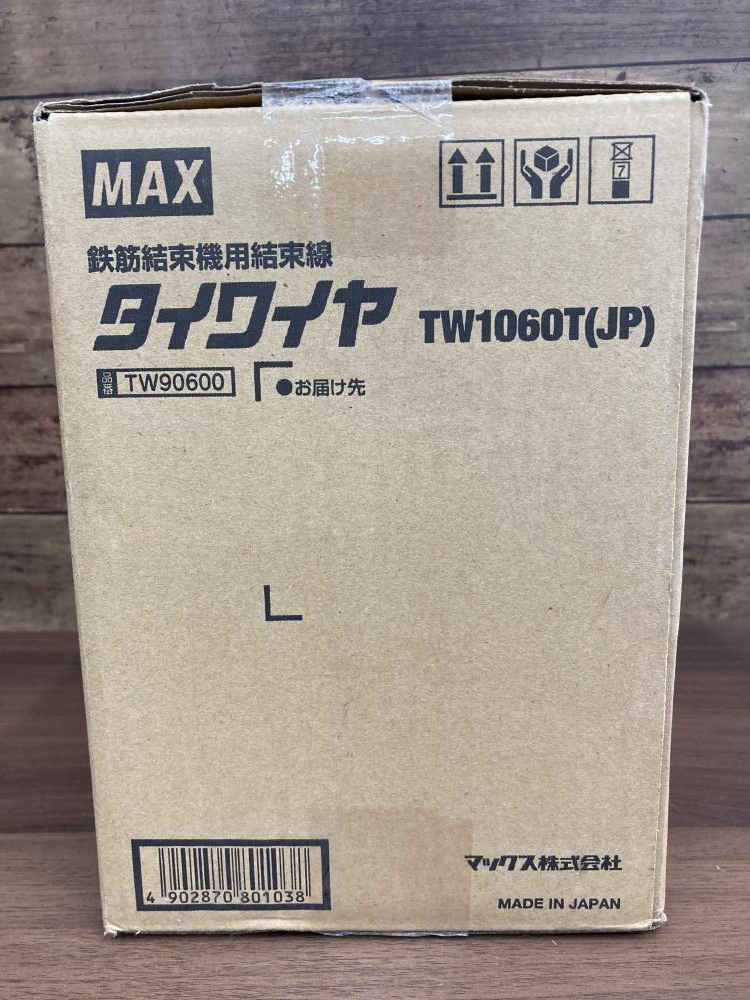 MAX
7
鉄筋結束機用結束線
タイワイヤ TW1060T(JP)
品番 TW90600
●お届け先
4 902870 801038
マックス株式会社
MADE IN JAPAN